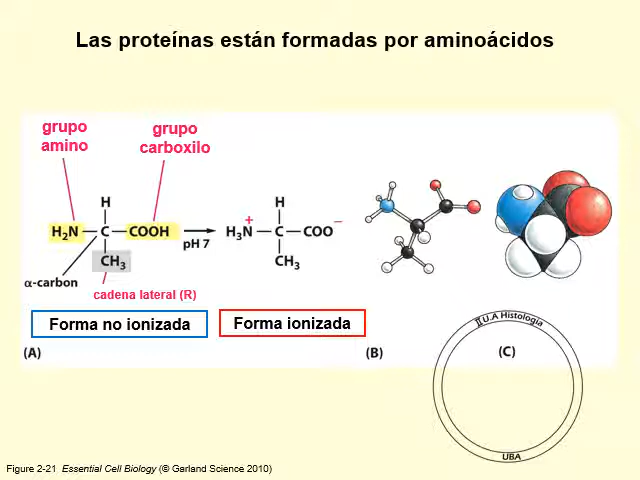 Las proteínas están formadas por aminoácidos
grupo
amino
grupo
carboxilo
H
H₂N — C — COOH
CH₃
α-carbon
cadena lateral (R)
pH 7
H
+
H₃N — C — COO⁻
CH₃
Forma no ionizada
Forma ionizada
(A)
(B)
(C)
II U.A Histología
UBA
Figure 2-21 Essential Cell Biology (© Garland Science 2010)